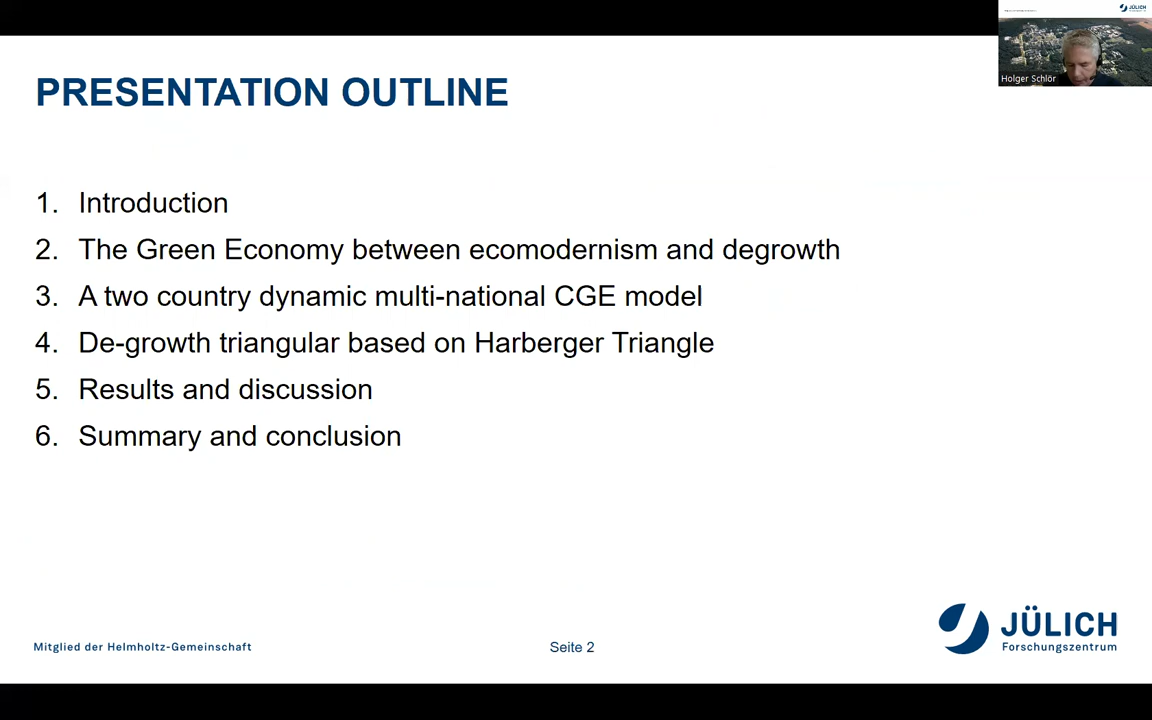 JÜLICH
Holger Schlör
PRESENTATION OUTLINE
1. Introduction
2. The Green Economy between ecomodernism and degrowth
3. A two country dynamic multi-national CGE model
4. De-growth triangular based on Harberger Triangle
5. Results and discussion
6. Summary and conclusion
Mitglied der Helmholtz-Gemeinschaft
Seite 2
JÜLICH
Forschungszentrum